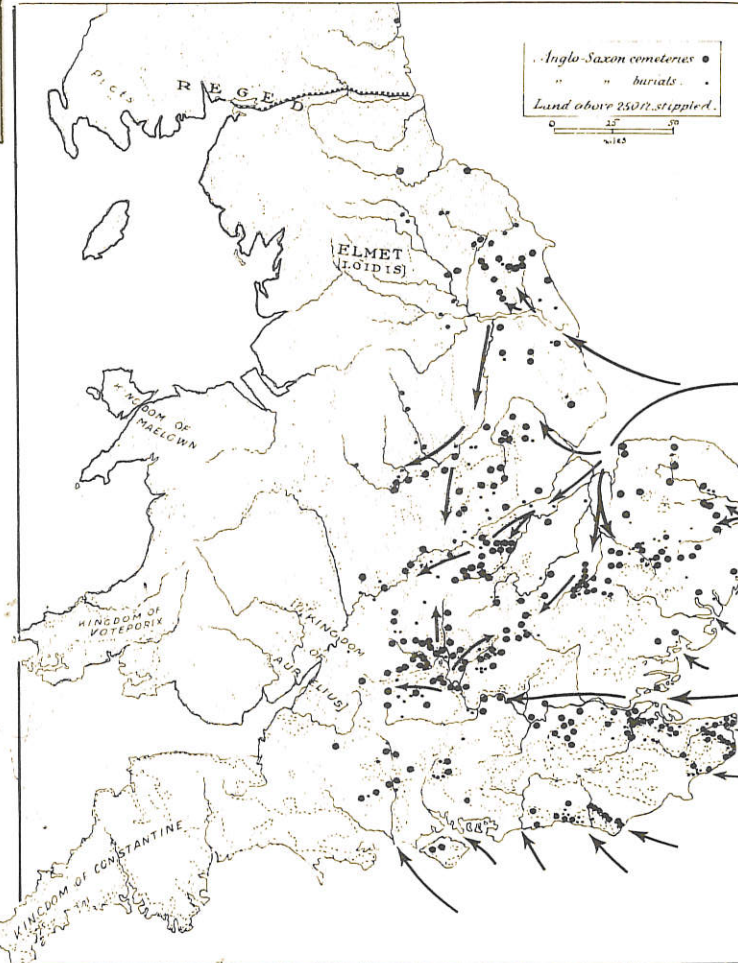 Anglo-Saxon cemeteries
" " burials.
Land above 250ft. stippled.
0 25 50
miles
Picts
REGED
ELMET
(LOIDIS)
KINGDOM OF
MAELGWN
KINGDOM OF
VOTEPORIX
(?) KINGDOM
OF
AURELIUS)
KINGDOM OF CONSTANTINE